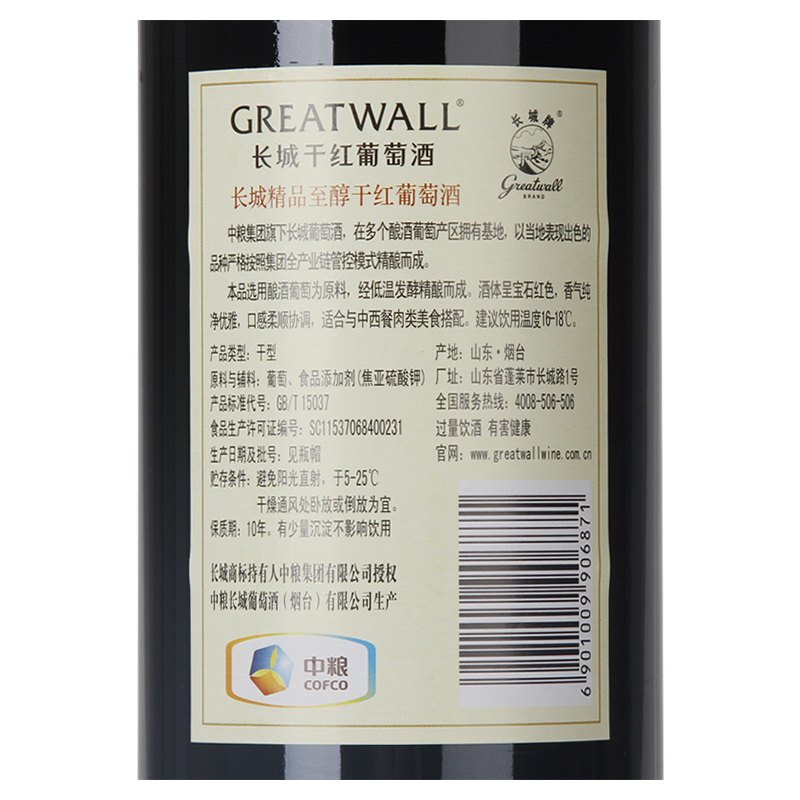 GREATWALL®
长城干红葡萄酒
长城牌®
Greatwall
BRAND
长城精品至醇干红葡萄酒
中粮集团旗下长城葡萄酒，在多个酿酒葡萄产区拥有基地，以当地表现出色的
品种严格按照集团全产业链管控模式精酿而成。
本品选用酿酒葡萄为原料，经低温发酵精酿而成。酒体呈宝石红色，香气纯
净优雅，口感柔顺协调，适合与中西餐肉类美食搭配。建议饮用温度16-18℃。
产品类型：干型
原料与辅料：葡萄、食品添加剂(焦亚硫酸钾)
产品标准代号：GB/T 15037
食品生产许可证编号：SC11537068400231
生产日期及批号：见瓶帽
贮存条件：避免阳光直射，于5-25℃
干燥通风处卧放或倒放为宜。
保质期：10年。有少量沉淀不影响饮用
产地：山东·烟台
厂址：山东省蓬莱市长城路1号
全国服务热线：4008-506-506
过量饮酒 有害健康
官网：www.greatwallwine.com.cn
长城商标持有人中粮集团有限公司授权
中粮长城葡萄酒（烟台）有限公司生产
中粮
COFCO
6901009906871